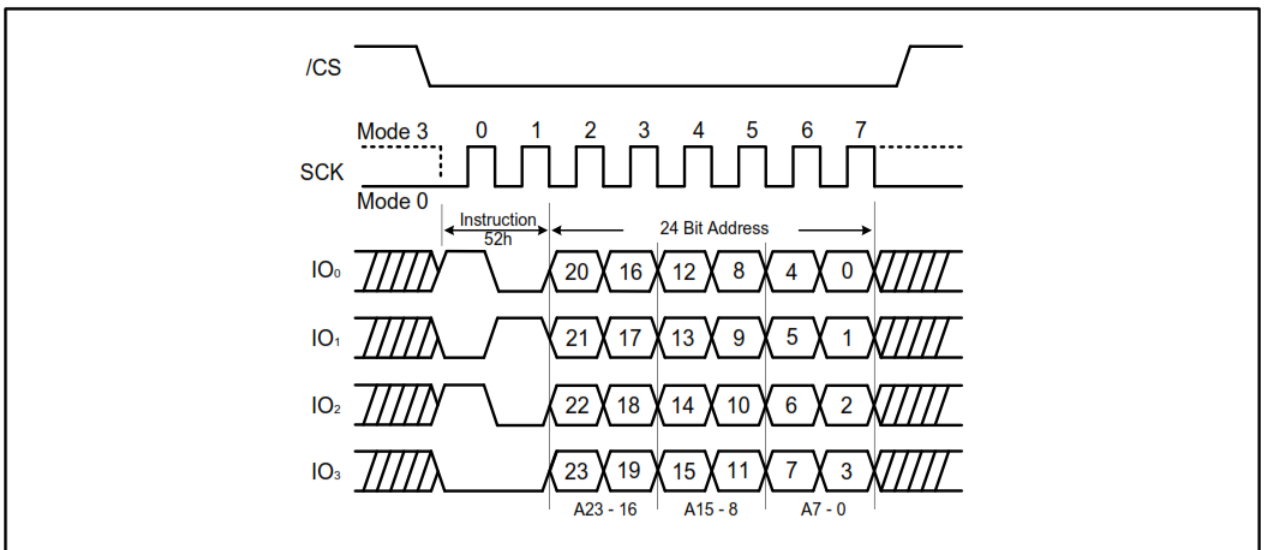 /CS
Mode 3 0 1 2 3 4 5 6 7
SCK
Mode 0
Instruction
52h
24 Bit Address
IO₀ 20 16 12 8 4 0
IO₁ 21 17 13 9 5 1
IO₂ 22 18 14 10 6 2
IO₃ 23 19 15 11 7 3
A23 - 16 A15 - 8 A7 - 0